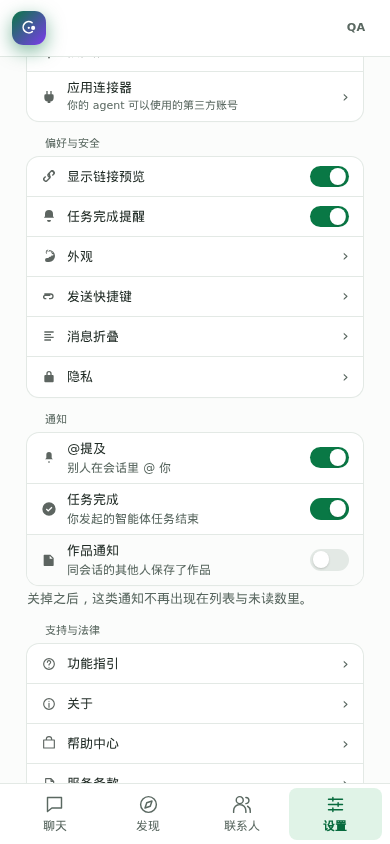 QA
应用连接器
你的 agent 可以使用的第三方账号
偏好与安全
显示链接预览
任务完成提醒
外观
发送快捷键
消息折叠
隐私
通知
@提及
别人在会话里 @ 你
任务完成
你发起的智能体任务结束
作品通知
同会话的其他人保存了作品
关掉之后，这类通知不再出现在列表与未读数里。
支持与法律
功能指引
关于
帮助中心
服务条款
聊天
发现
联系人
设置